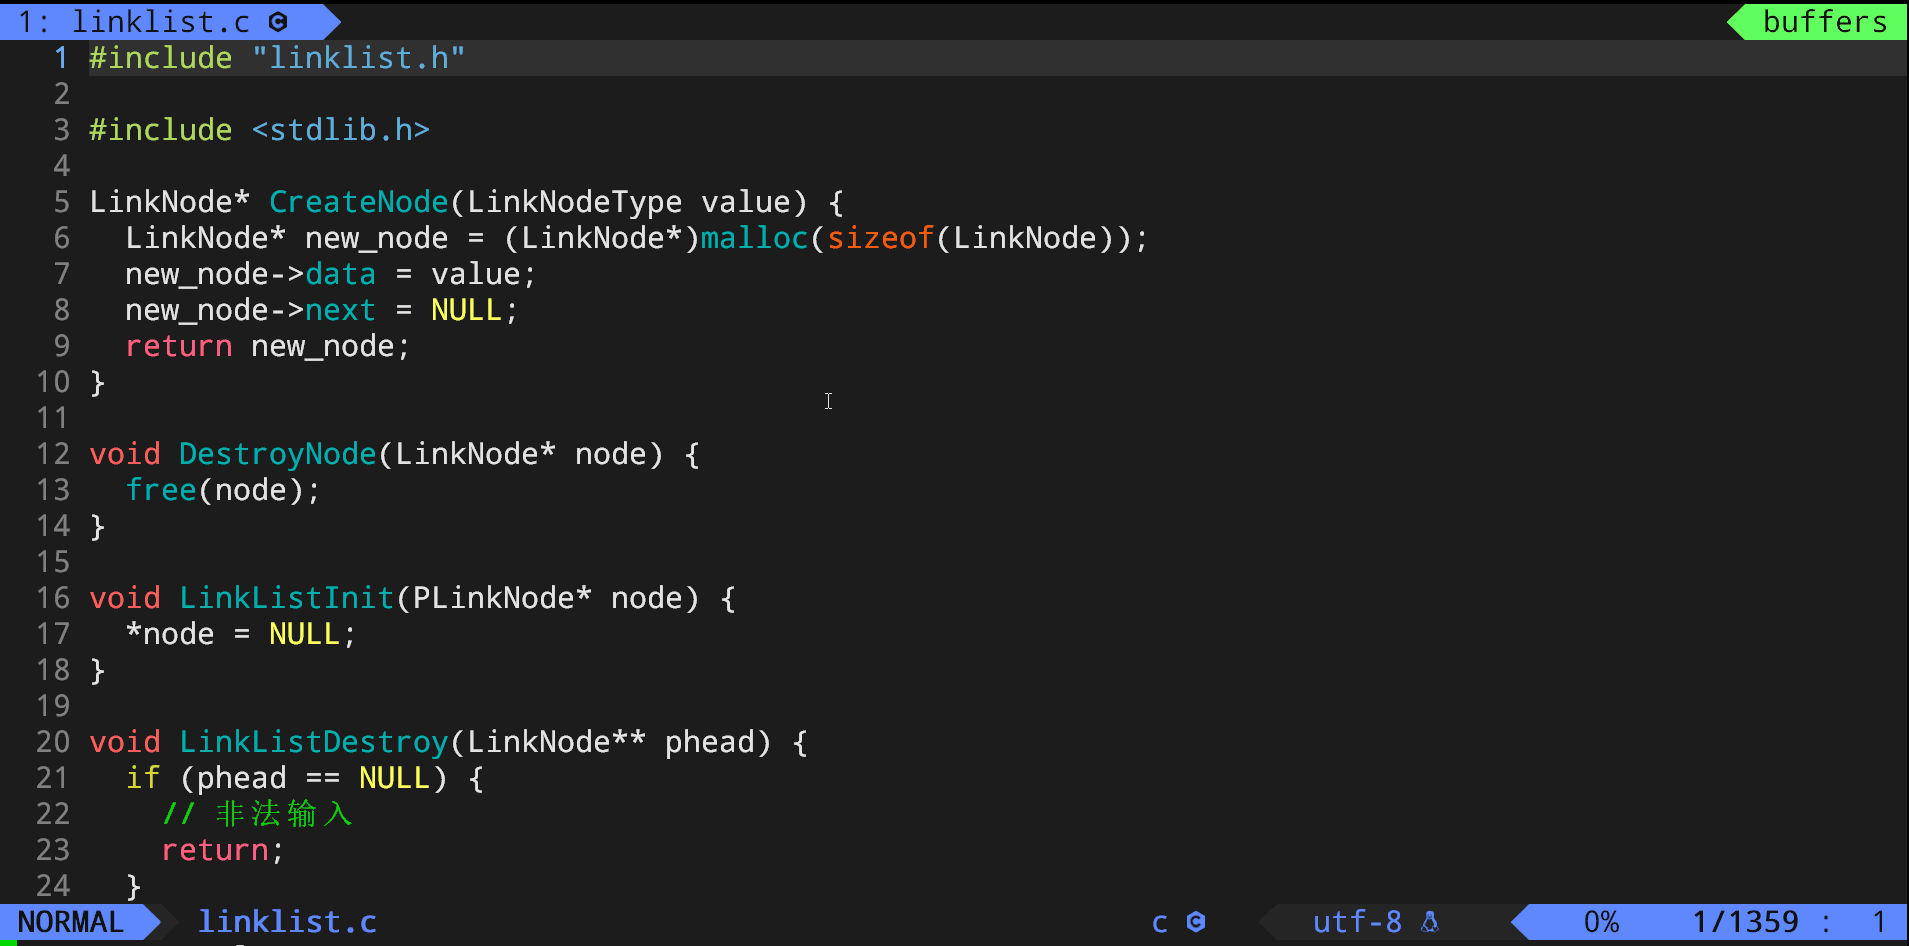 1: linklist.c
buffers
1 #include "linklist.h"
2
3 #include <stdlib.h>
4
5 LinkNode* CreateNode(LinkNodeType value) {
6   LinkNode* new_node = (LinkNode*)malloc(sizeof(LinkNode));
7   new_node->data = value;
8   new_node->next = NULL;
9   return new_node;
10 }
11
12 void DestroyNode(LinkNode* node) {
13   free(node);
14 }
15
16 void LinkListInit(PLinkNode* node) {
17   *node = NULL;
18 }
19
20 void LinkListDestroy(LinkNode** phead) {
21   if (phead == NULL) {
22     // 非法输入
23     return;
24   }
NORMAL linklist.c c utf-8 0% 1/1359 : 1